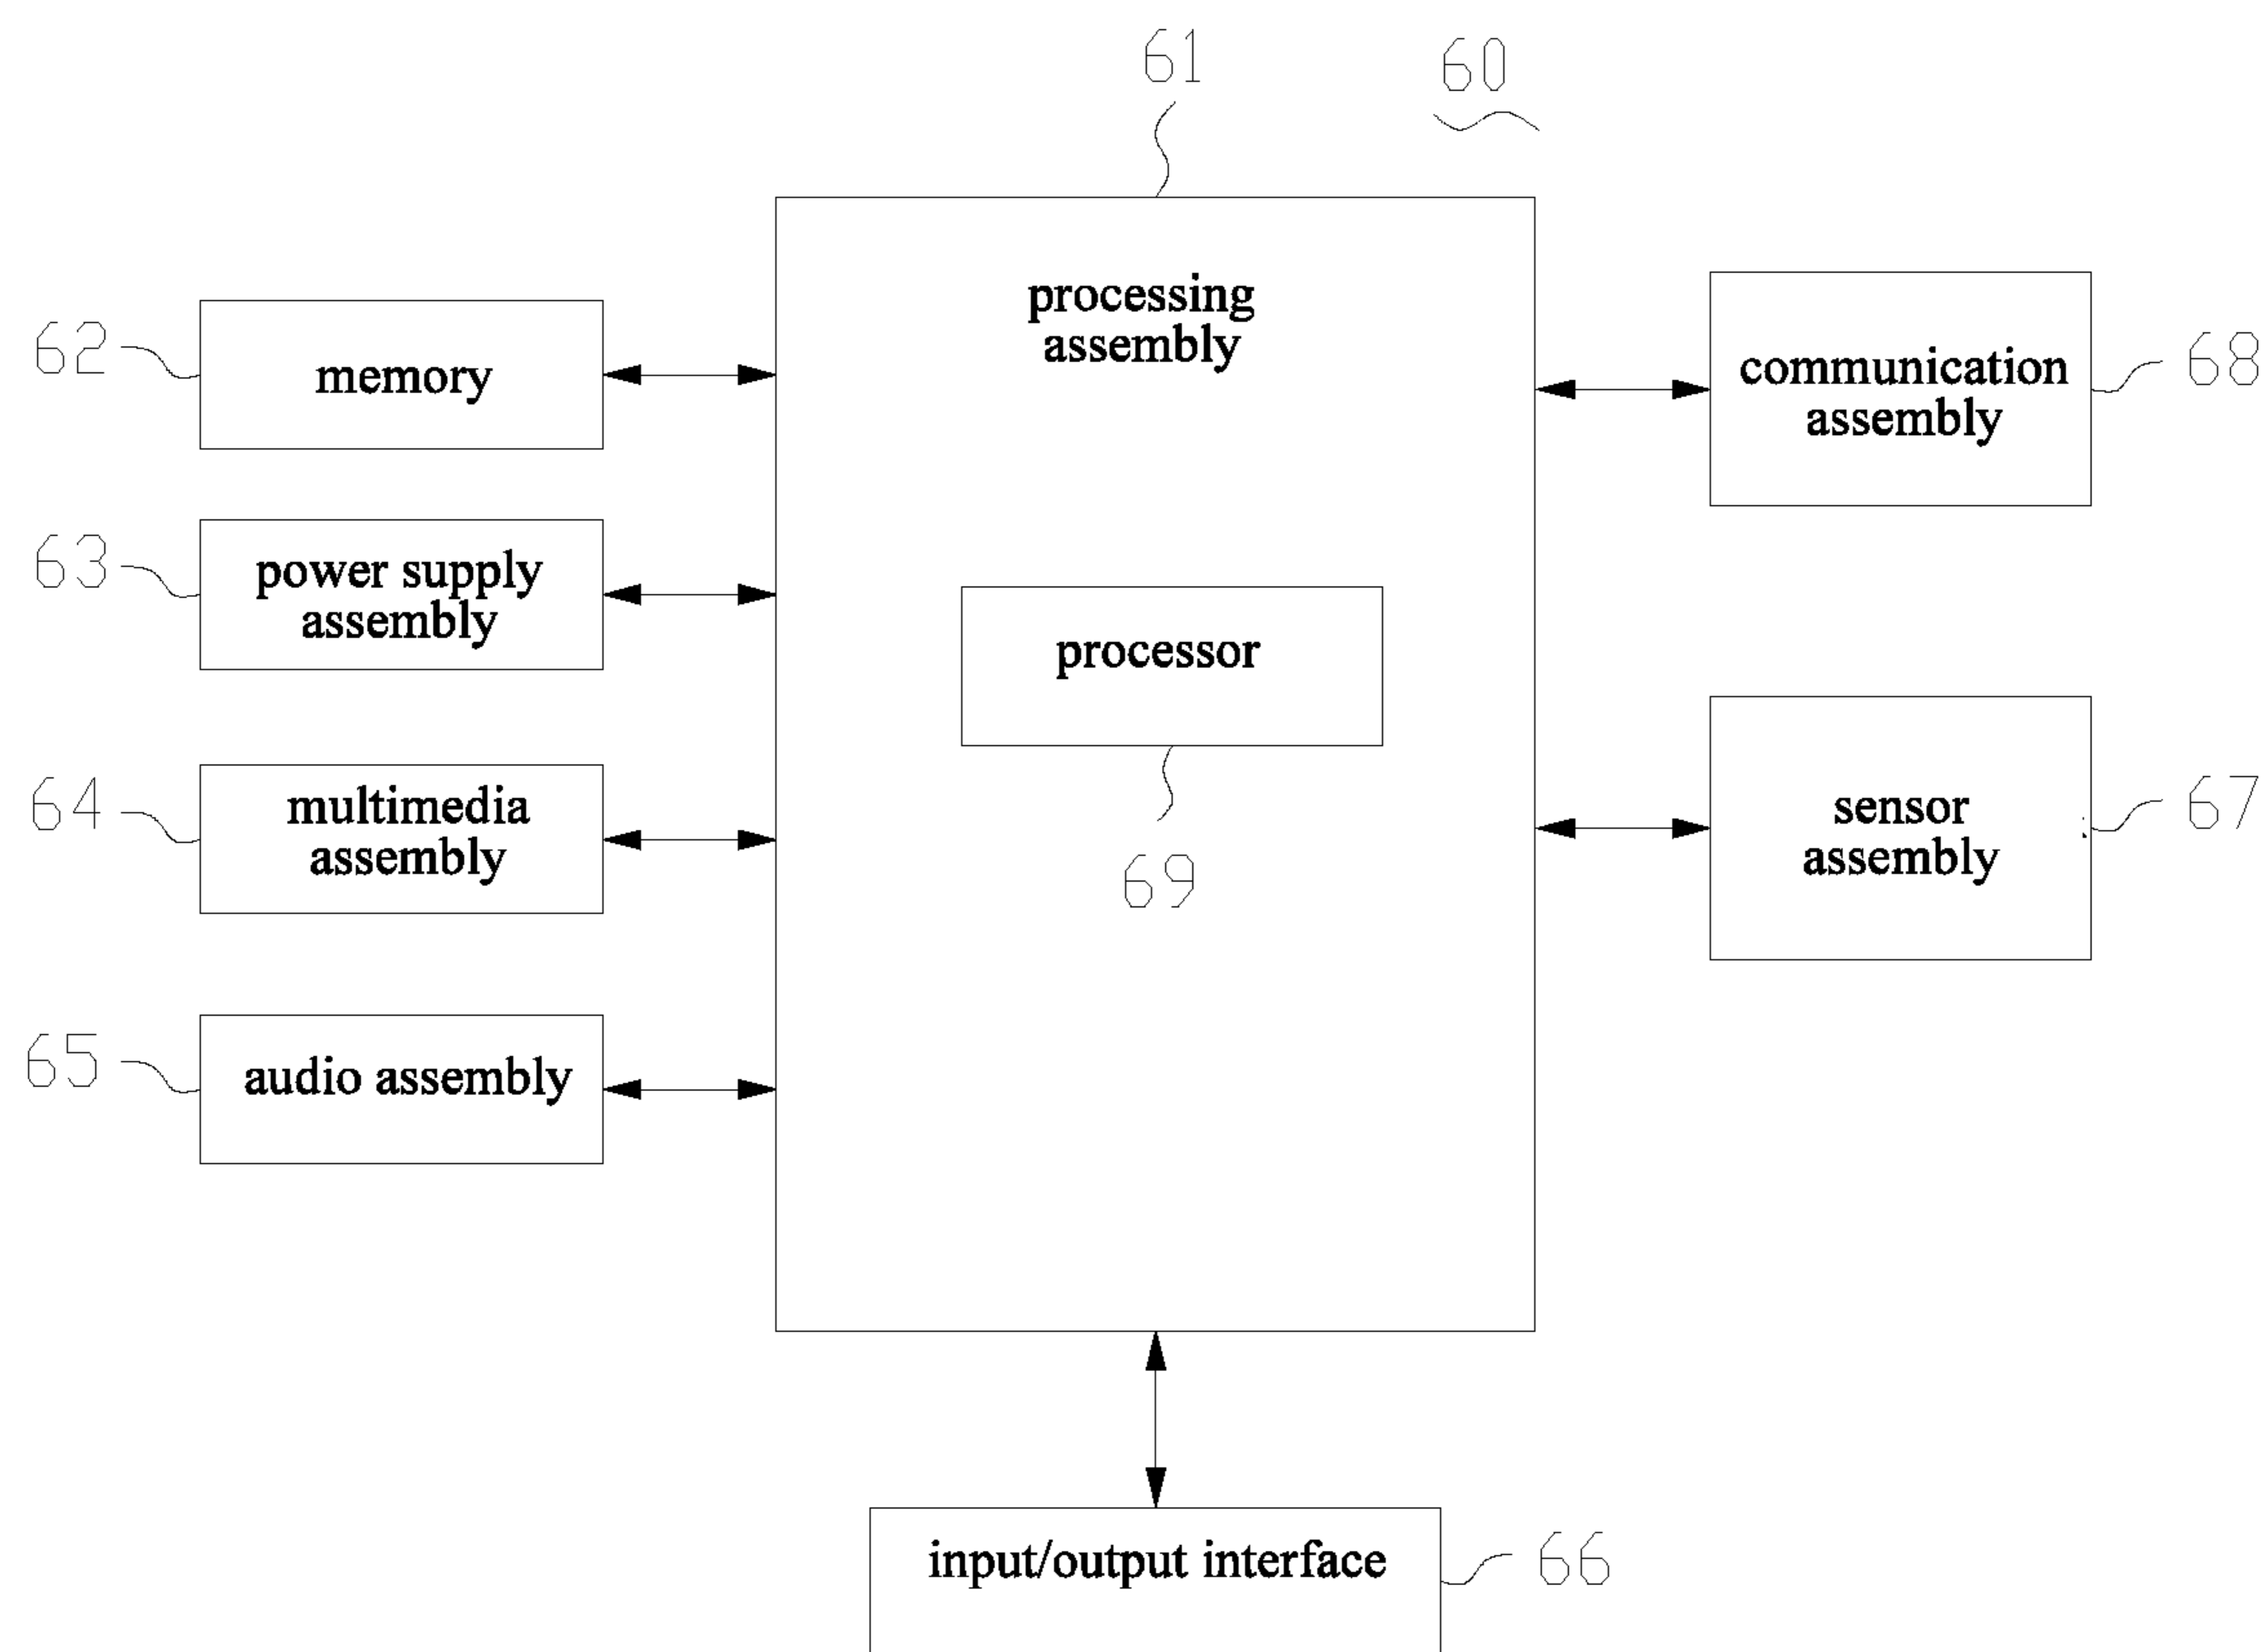 61
60
processing
assembly
62
memory
communication
assembly
68
63
power supply
assembly
processor
64
multimedia
assembly
69
sensor
assembly
67
65
audio assembly
input/output interface
66